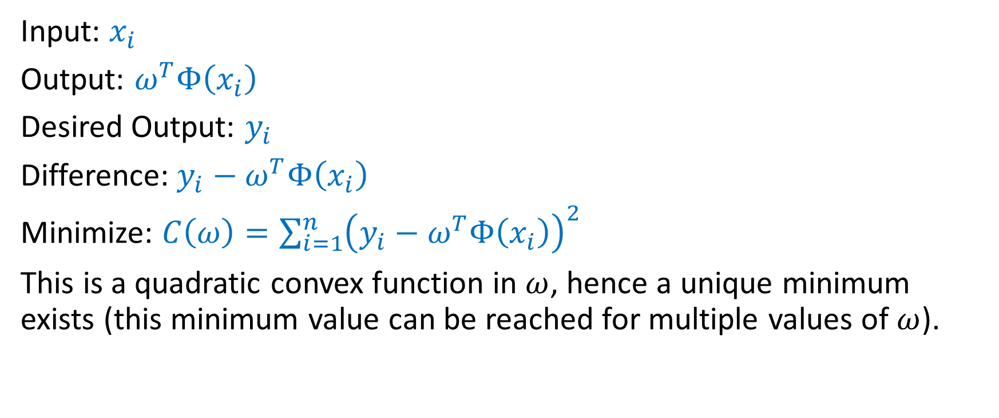 Input: $x_i$
Output: $\omega^T \Phi(x_i)$
Desired Output: $y_i$
Difference: $y_i - \omega^T \Phi(x_i)$
Minimize: $C(\omega) = \sum_{i=1}^{n} \left( y_i - \omega^T \Phi(x_i) \right)^2$
This is a quadratic convex function in $\omega$, hence a unique minimum
exists (this minimum value can be reached for multiple values of $\omega$).